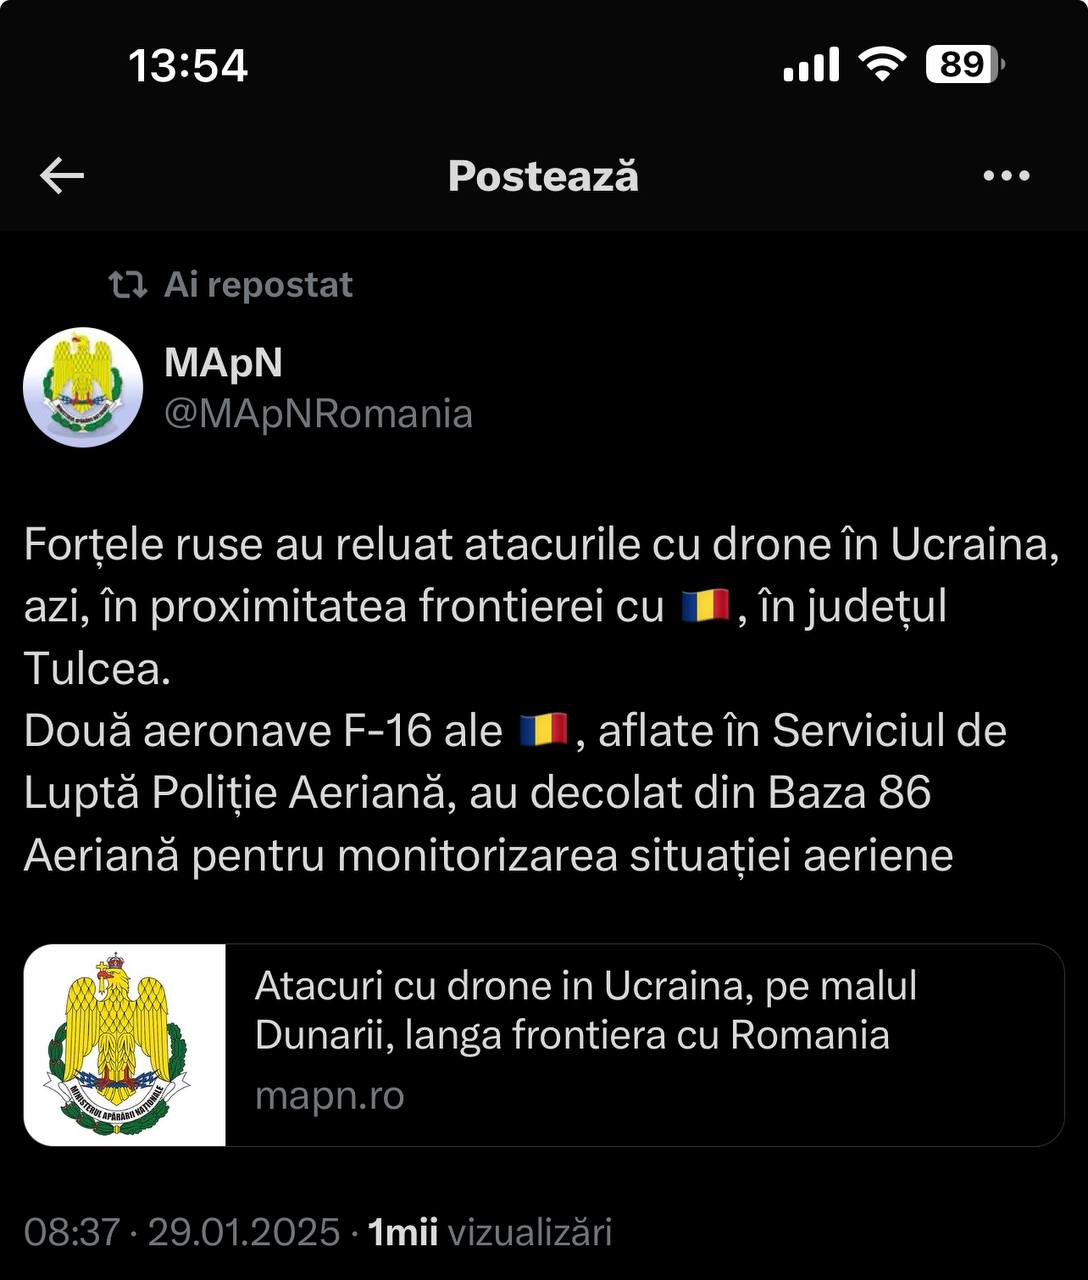 13:54
89
Postează
Ai repostat
MApN
@MApNRomania
Forțele ruse au reluat atacurile cu drone în Ucraina,
azi, în proximitatea frontierei cu 🇷🇴, în județul
Tulcea.
Două aeronave F-16 ale 🇷🇴, aflate în Serviciul de
Luptă Poliție Aeriană, au decolat din Baza 86
Aeriană pentru monitorizarea situației aeriene
Atacuri cu drone in Ucraina, pe malul
Dunarii, langa frontiera cu Romania
mapn.ro
MINISTERUL APĂRĂRII NAȚIONALE
08:37 · 29.01.2025 · 1mii vizualizări